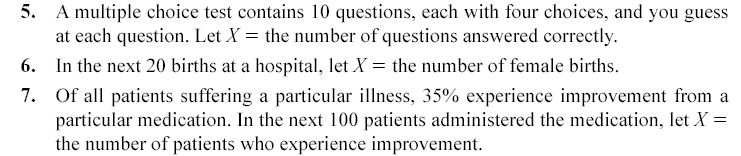 5. A multiple choice test contains 10 questions, each with four choices, and you guess
at each question. Let X = the number of questions answered correctly.
6. In the next 20 births at a hospital, let X = the number of female births.
7. Of all patients suffering a particular illness, 35% experience improvement from a
particular medication. In the next 100 patients administered the medication, let X =
the number of patients who experience improvement.